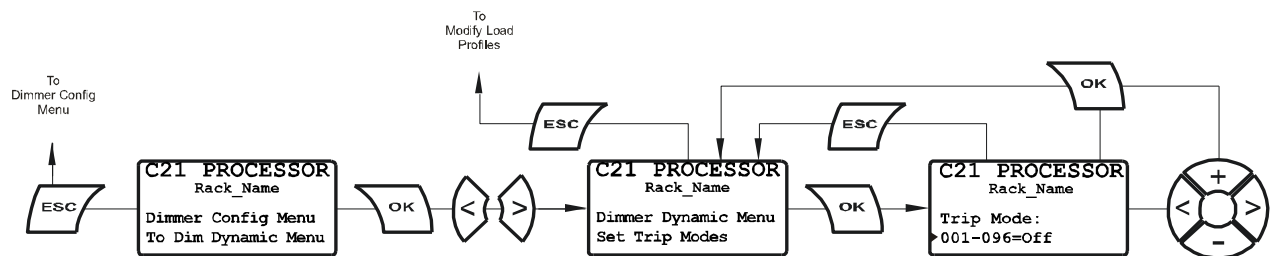 To
Dimmer Config
Menu
ESC
C21 PROCESSOR
Rack_Name
Dimmer Config Menu
To Dim Dynamic Menu
OK
< >
To
Modify Load
Profiles
ESC
C21 PROCESSOR
Rack_Name
Dimmer Dynamic Menu
Set Trip Modes
OK
ESC
C21 PROCESSOR
Rack_Name
Trip Mode:
001-096=Off
OK
+
< >
-